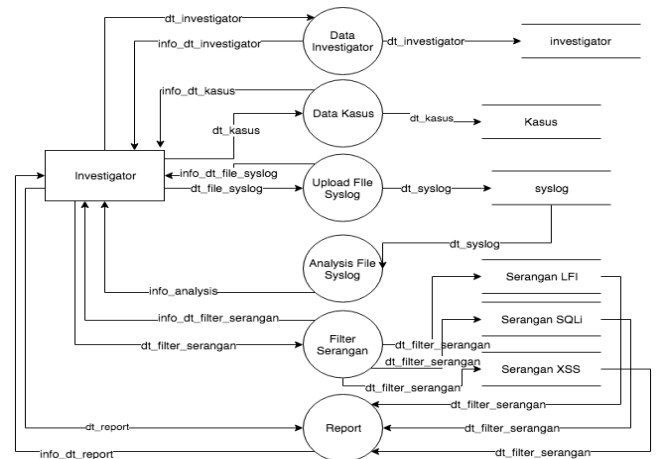 dt_investigator
Data
Investigator
info_dt_investigator
dt_investigator
investigator
info_dt_kasus
Data Kasus
dt_kasus
Kasus
dt_kasus
Investigator
info_dt_file_syslog
dt_file_syslog
Upload FIle
Syslog
dt_syslog
syslog
dt_syslog
Analysis File
Syslog
info_analysis
Serangan LFI
info_dt_filter_serangan
Serangan SQLi
Filter
Serangan
dt_filter_serangan
dt_filter_serangan
dt_filter_serangan
Serangan XSS
dt_filter_serangan
dt_filter_serangan
dt_report
Report
dt_filter_serangan
info_dt_report
dt_filter_serangan